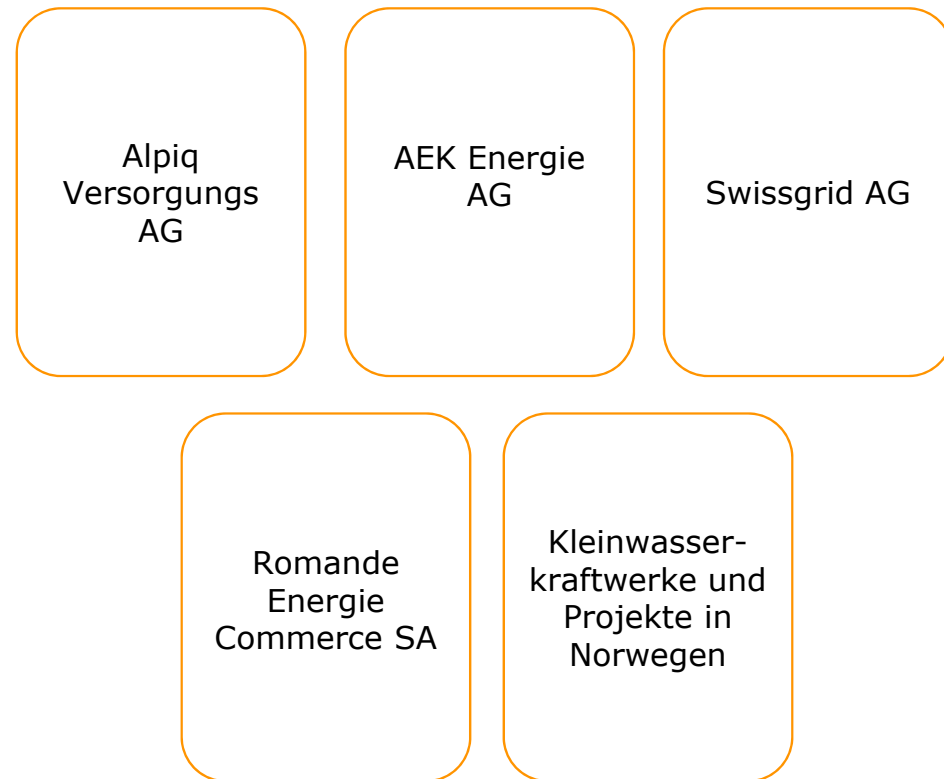 Alpiq
Versorgungs
AG
AEK Energie
AG
Swissgrid AG
Romande
Energie
Commerce SA
Kleinwasser-
kraftwerke und
Projekte in
Norwegen